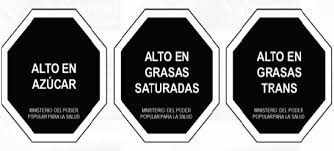 ALTO EN
AZÚCAR
MINISTERIO DEL PODER
POPULAR PARA LA SALUD
ALTO EN
GRASAS
SATURADAS
MINISTERIO DEL PODER
POPULAR PARA LA SALUD
ALTO EN
GRASAS
TRANS
MINISTERIO DEL PODER
POPULAR PARA LA SALUD